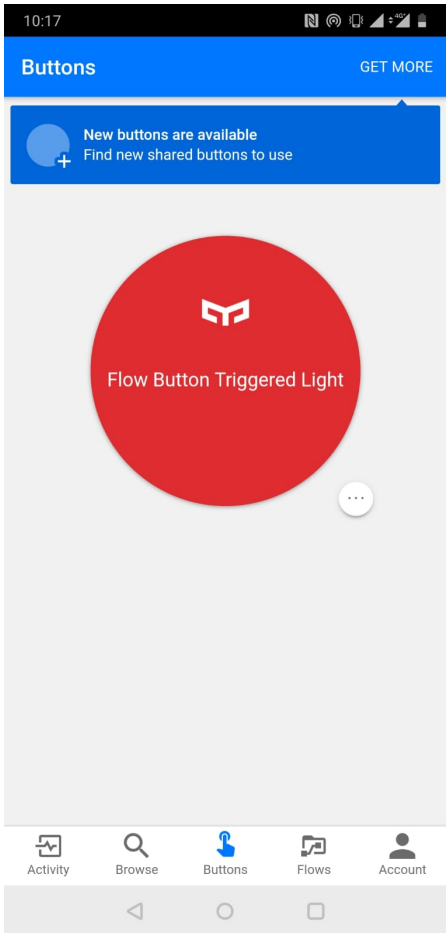 10:17
4G+
Buttons
GET MORE
New buttons are available
Find new shared buttons to use
Flow Button Triggered Light
Activity
Browse
Buttons
Flows
Account